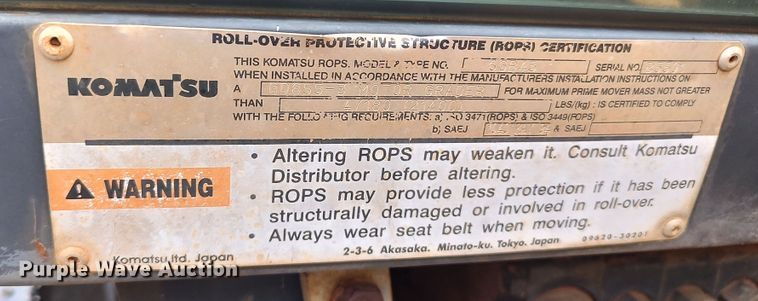 ROLL-OVER PROTECTIVE STRUCTURE (ROPS) CERTIFICATION
KOMATSU
THIS KOMATSU ROPS. MODEL & TYPE NO. SERIAL NO.
WHEN INSTALLED IN ACCORDANCE WITH THE MANUFACTURERS INSTALLATION INSTRUCTIONS ON
A FOR MAXIMUM PRIME MOVER MASS NOT GREATER
THAN LBS/(kg) : IS CERTIFIED TO COMPLY
WITH THE FOLLOWING REQUIREMENTS: a) ISO 3471(ROPS) & ISO 3449(FOPS)
b) SAEJ & SAEJ
WARNING
• Altering ROPS may weaken it. Consult Komatsu
Distributor before altering.
• ROPS may provide less protection if it has been
structurally damaged or involved in roll-over.
• Always wear seat belt when moving.
Komatsu ltd. Japan
2-3-6 Akasaka. Minato-ku. Tokyo. Japan
09620-30201
Purple Wave Auction